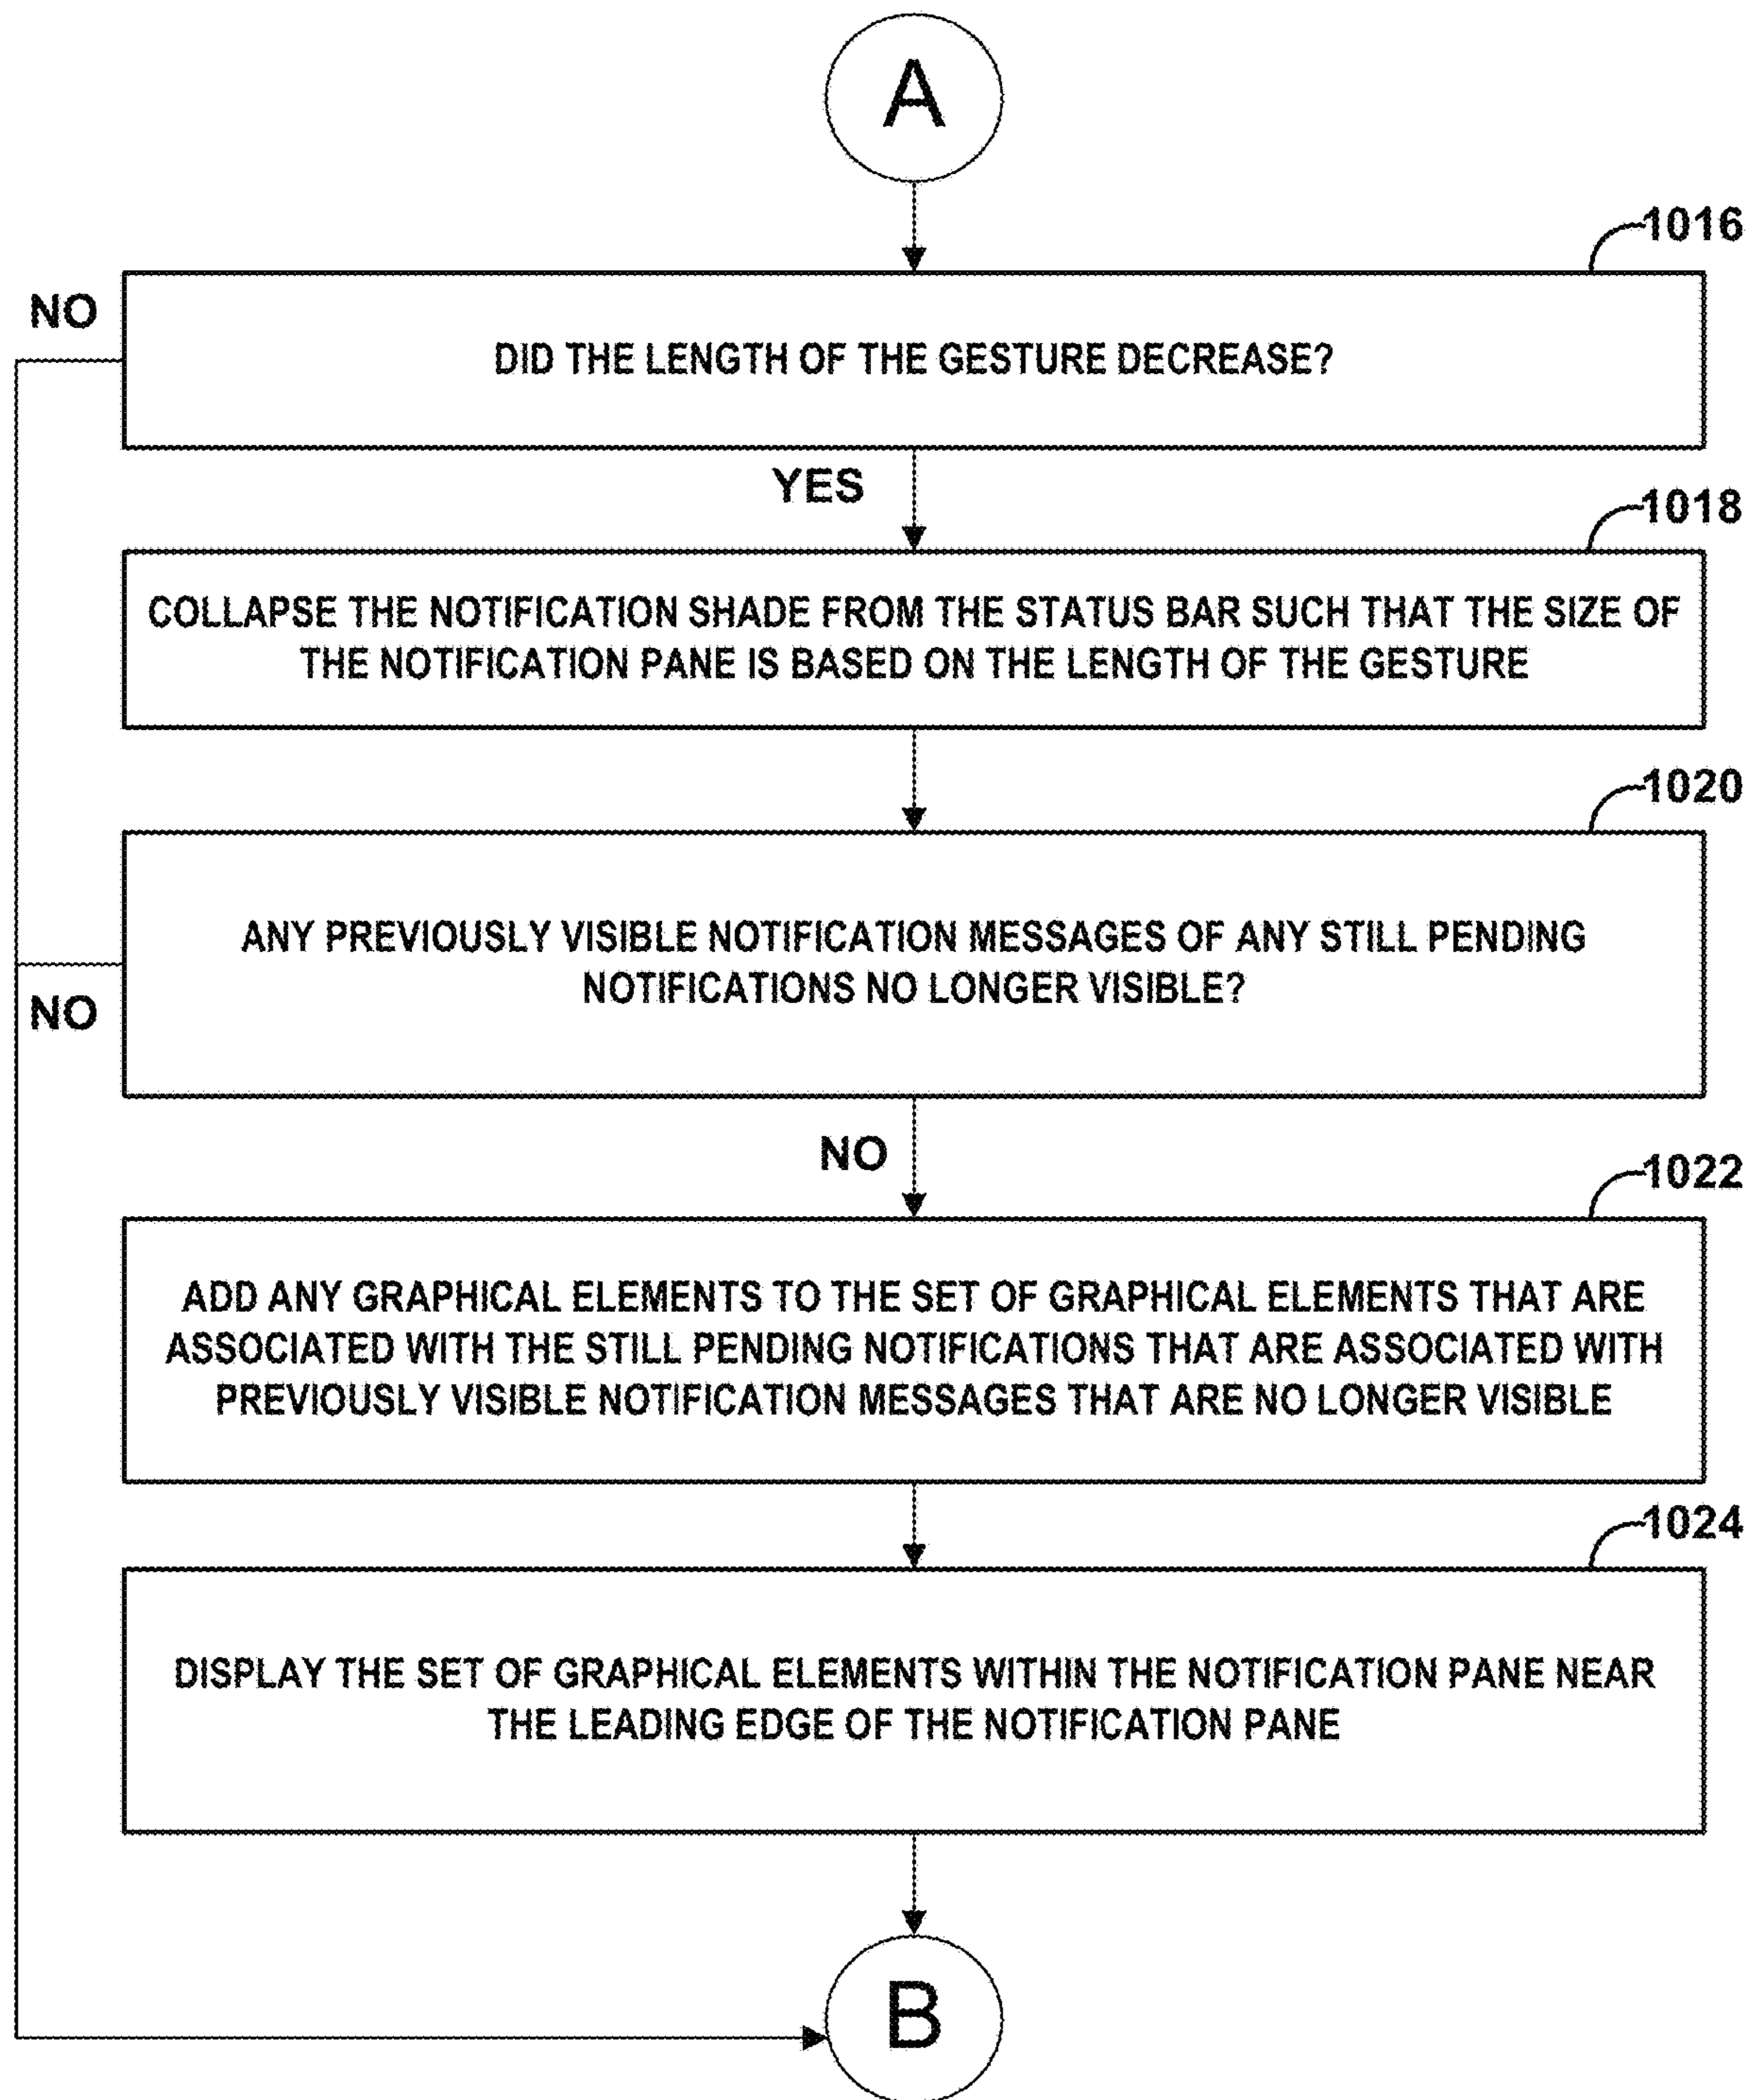 A
1016
NO
DID THE LENGTH OF THE GESTURE DECREASE?
YES
1018
COLLAPSE THE NOTIFICATION SHADE FROM THE STATUS BAR SUCH THAT THE SIZE OF
THE NOTIFICATION PANE IS BASED ON THE LENGTH OF THE GESTURE
1020
ANY PREVIOUSLY VISIBLE NOTIFICATION MESSAGES OF ANY STILL PENDING
NOTIFICATIONS NO LONGER VISIBLE?
NO
NO
1022
ADD ANY GRAPHICAL ELEMENTS TO THE SET OF GRAPHICAL ELEMENTS THAT ARE
ASSOCIATED WITH THE STILL PENDING NOTIFICATIONS THAT ARE ASSOCIATED WITH
PREVIOUSLY VISIBLE NOTIFICATION MESSAGES THAT ARE NO LONGER VISIBLE
1024
DISPLAY THE SET OF GRAPHICAL ELEMENTS WITHIN THE NOTIFICATION PANE NEAR
THE LEADING EDGE OF THE NOTIFICATION PANE
B